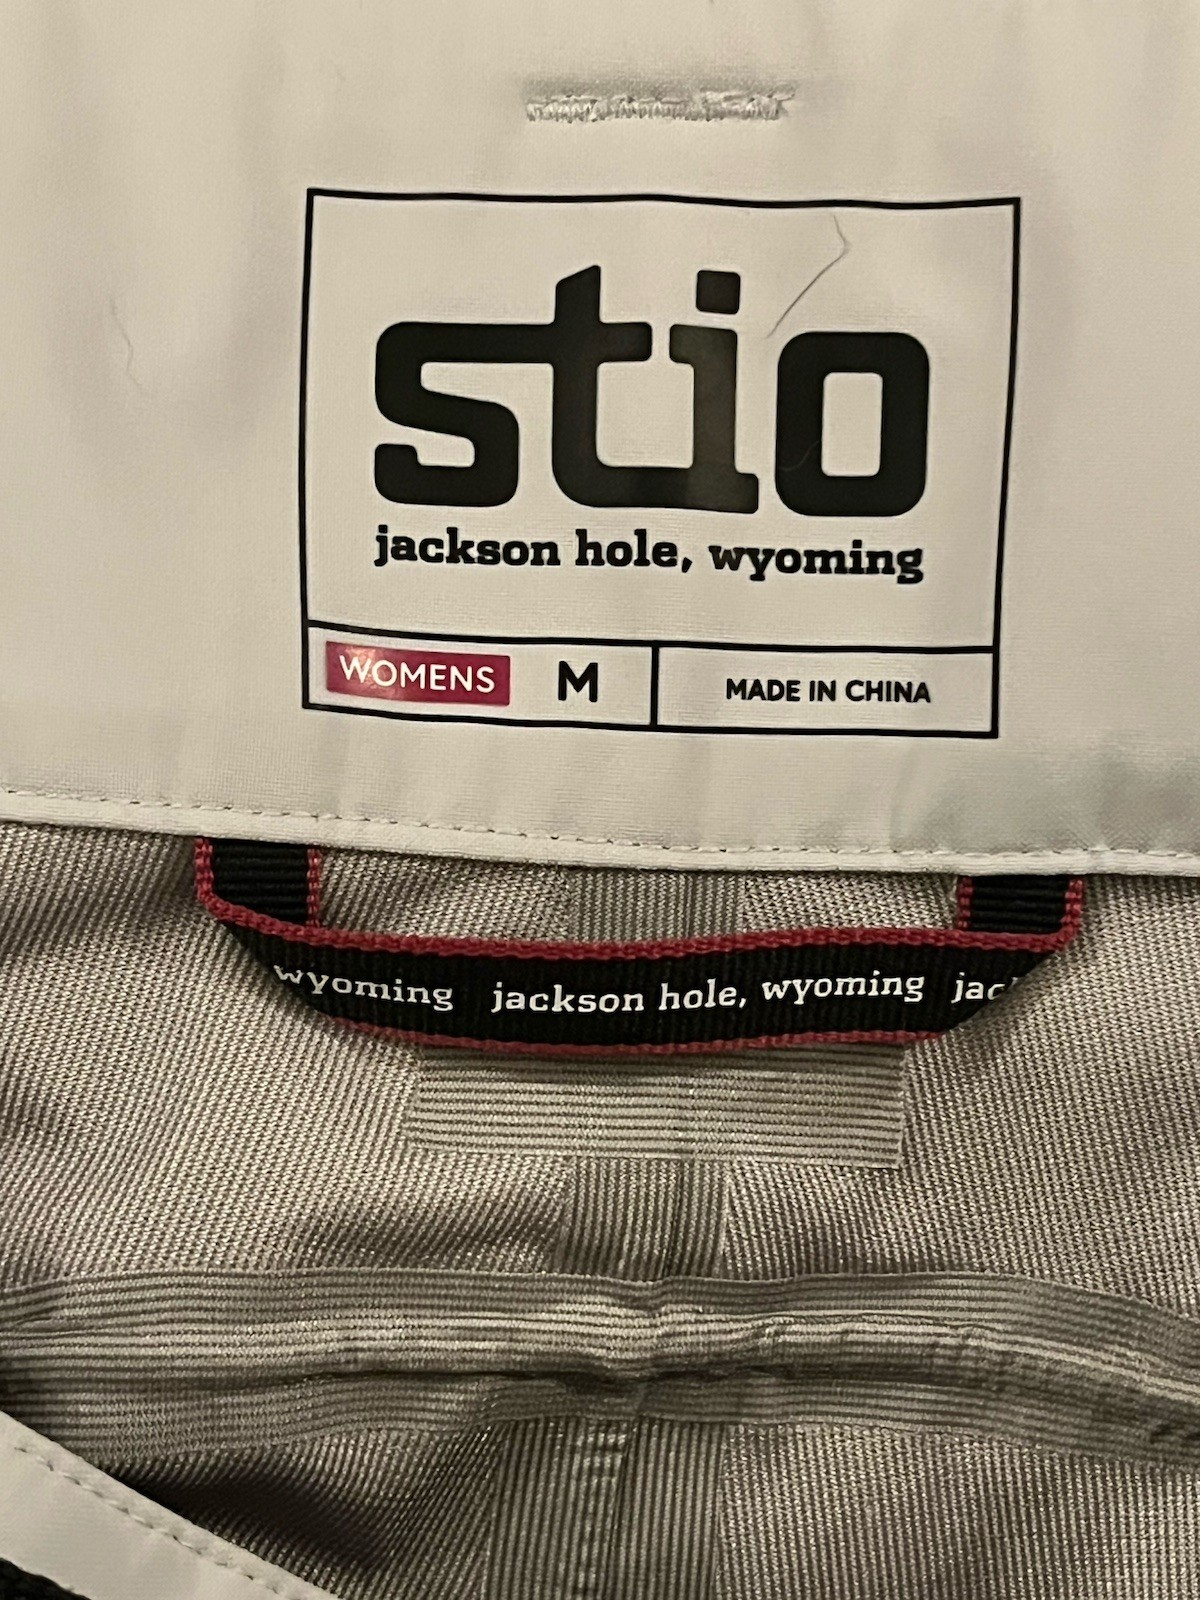 stio
jackson hole, wyoming
WOMENS M MADE IN CHINA
wyoming jackson hole, wyoming